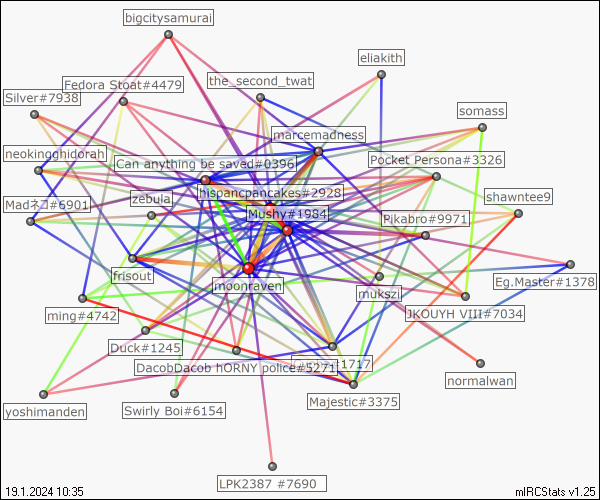 bigcitysamurai
eliakith
the_second_twat
Fedora Stoat#4479
Silver#7938
somass
marcemadness
neokingghidorah
Pocket Persona#3326
Can anything be saved#0396
hispancpancakes#2928
zebula
shawntee9
Madネコ#6901
Mushy#1984
Pikabro#9971
frisout
Eg.Master#1378
moonraven
mukszi
ming#4742
JKOUYH VIII#7034
Duck#1245
#1717
DacobDacob hORNY police#5271
normalwan
Majestic#3375
yoshimanden
Swirly Boi#6154
LPK2387 #7690
19.1.2024 10:35
mIRCStats v1.25